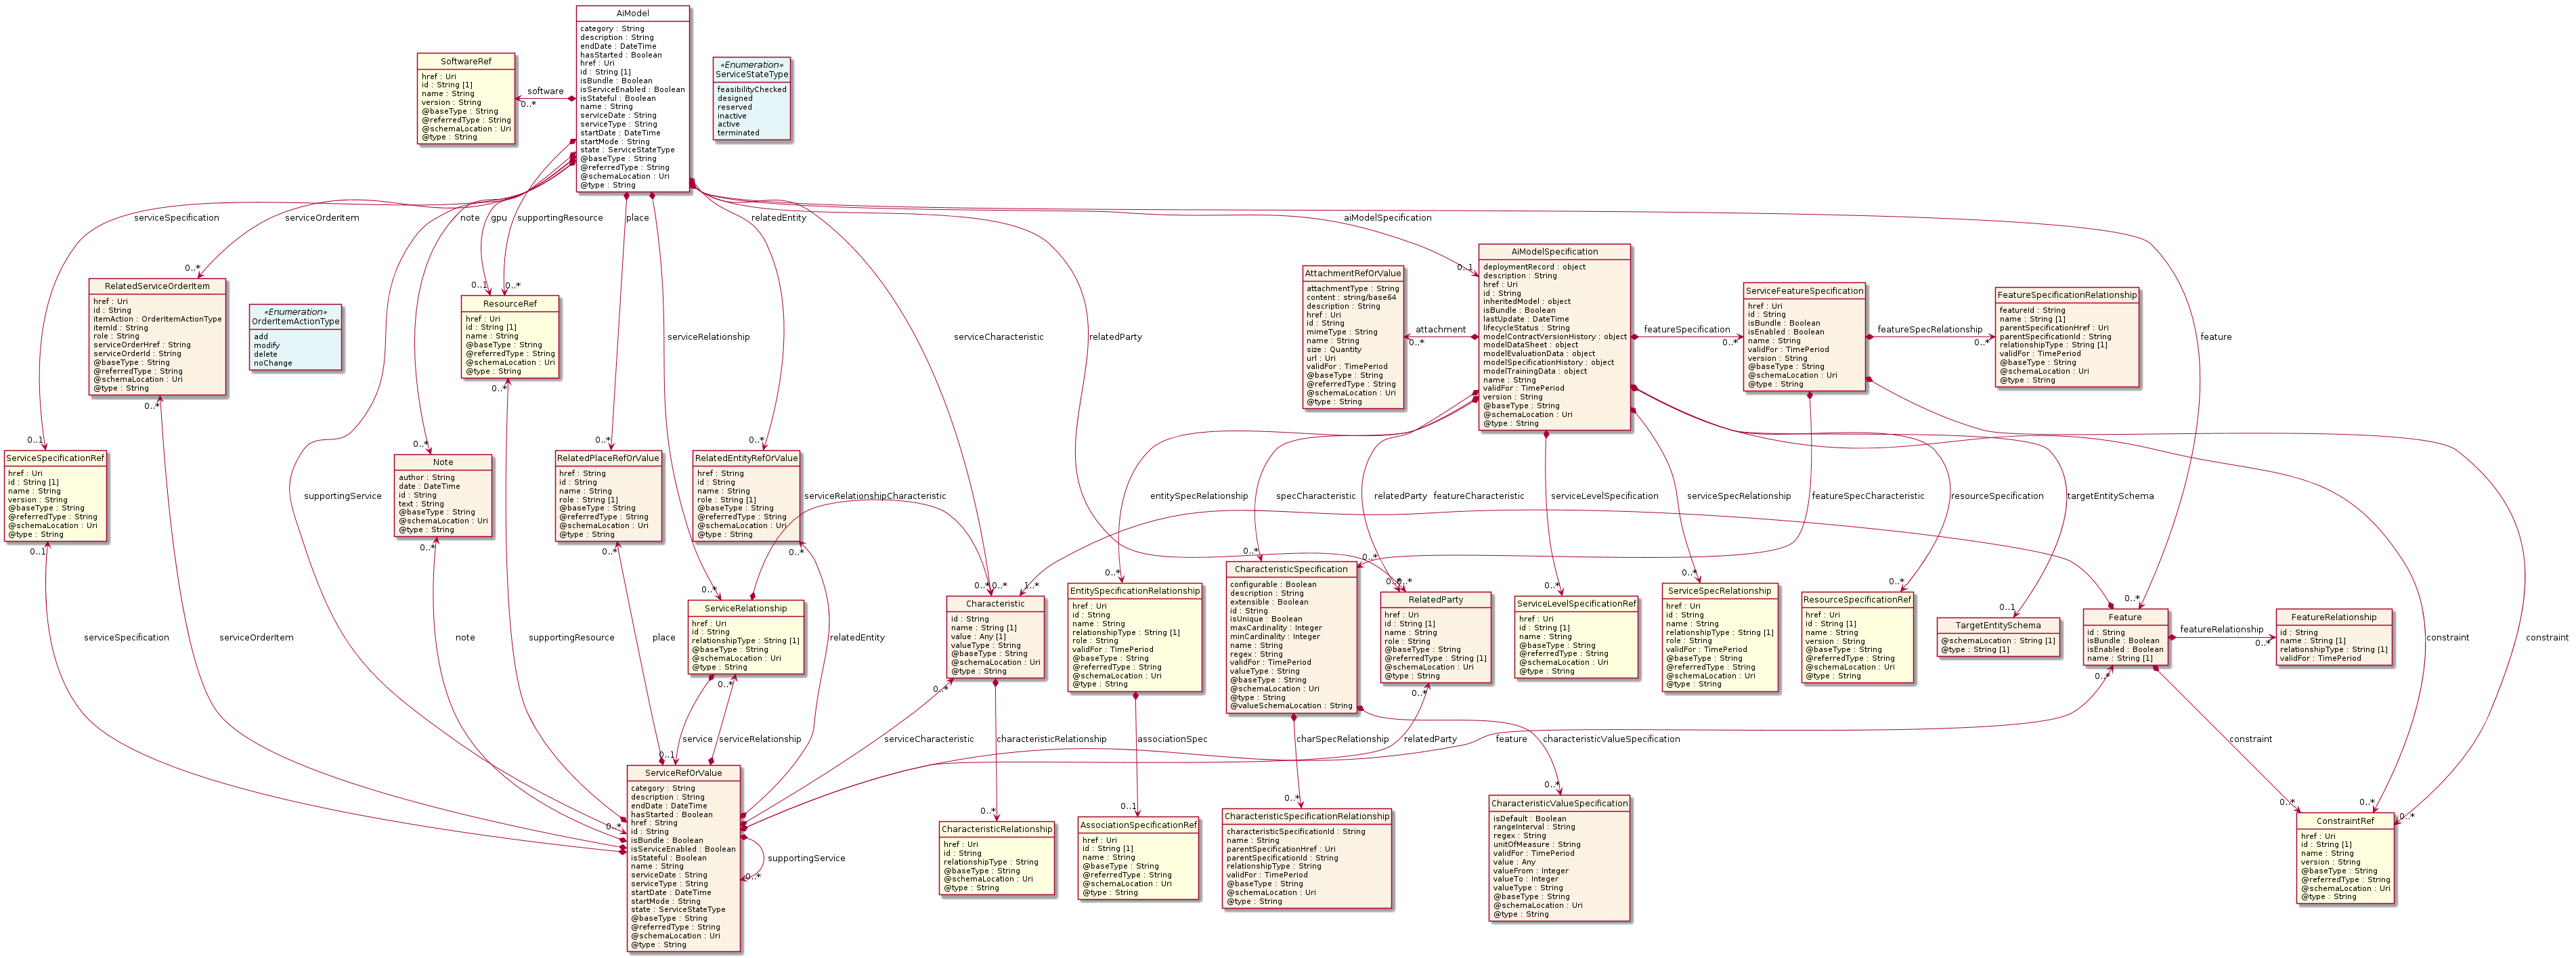 AiModel
category : String
description : String
endDate : DateTime
hasStarted : Boolean
href : Uri
id : String [1]
isBundle : Boolean
isServiceEnabled : Boolean
isStateful : Boolean
name : String
serviceDate : String
serviceType : String
startDate : DateTime
startMode : String
state : ServiceStateType
@baseType : String
@referredType : String
@schemaLocation : Uri
@type : String
SoftwareRef
href : Uri
id : String [1]
name : String
version : String
@baseType : String
@referredType : String
@schemaLocation : Uri
@type : String
software
0..*
«Enumeration»
ServiceStateType
feasibilityChecked
designed
reserved
inactive
active
terminated
serviceSpecification
serviceOrderItem
note
gpu
supportingResource
place
relatedEntity
aiModelSpecification
0..*
0..1
0..*
0..1
RelatedServiceOrderItem
href : Uri
id : String
itemAction : OrderItemActionType
itemId : String
role : String
serviceOrderHref : String
serviceOrderId : String
@baseType : String
@referredType : String
@schemaLocation : Uri
@type : String
0..*
«Enumeration»
OrderItemActionType
add
modify
delete
noChange
ResourceRef
href : Uri
id : String [1]
name : String
@baseType : String
@referredType : String
@schemaLocation : Uri
@type : String
0..*
serviceRelationship
serviceCharacteristic
relatedParty
AttachmentRefOrValue
attachmentType : String
content : string/base64
description : String
href : Uri
id : String
mimeType : String
name : String
size : Quantity
url : Uri
validFor : TimePeriod
@baseType : String
@referredType : String
@schemaLocation : Uri
@type : String
attachment
0..*
AiModelSpecification
deploymentRecord : object
description : String
href : Uri
id : String
inheritedModel : object
isBundle : Boolean
lastUpdate : DateTime
lifecycleStatus : String
modelContractVersionHistory : object
modelDataSheet : object
modelEvaluationData : object
modelSpecificationHistory : object
modelTrainingData : object
name : String
validFor : TimePeriod
version : String
@baseType : String
@schemaLocation : Uri
@type : String
featureSpecification
0..*
ServiceFeatureSpecification
href : Uri
id : String
isBundle : Boolean
isEnabled : Boolean
name : String
validFor : TimePeriod
version : String
@baseType : String
@schemaLocation : Uri
@type : String
featureSpecRelationship
0..*
FeatureSpecificationRelationship
featureId : String
name : String [1]
parentSpecificationHref : Uri
parentSpecificationId : String
relationshipType : String [1]
validFor : TimePeriod
@baseType : String
@schemaLocation : Uri
@type : String
feature
0..1
0..*
0..*
0..*
ServiceSpecificationRef
href : Uri
id : String [1]
name : String
version : String
@baseType : String
@referredType : String
@schemaLocation : Uri
@type : String
0..1
supportingService
Note
author : String
date : DateTime
id : String
text : String
@baseType : String
@schemaLocation : Uri
@type : String
0..*
RelatedPlaceRefOrValue
href : String
id : String
name : String
role : String [1]
@baseType : String
@referredType : String
@schemaLocation : Uri
@type : String
0..*
RelatedEntityRefOrValue
href : String
id : String
name : String
role : String [1]
@baseType : String
@referredType : String
@schemaLocation : Uri
@type : String
0..*
serviceRelationshipCharacteristic
entitySpecRelationship
specCharacteristic
relatedParty
featureCharacteristic
serviceLevelSpecification
serviceSpecRelationship
featureSpecCharacteristic
resourceSpecification
targetEntitySchema
0..*
0..*
0..*
1..*
0..*
0..*
0..*
0..*
0..*
0..*
0..*
0..1
0..*
ServiceRelationship
href : Uri
id : String
relationshipType : String [1]
@baseType : String
@schemaLocation : Uri
@type : String
0..*
Characteristic
id : String
name : String [1]
value : Any [1]
valueType : String
@baseType : String
@schemaLocation : Uri
@type : String
0..*
EntitySpecificationRelationship
href : Uri
id : String
name : String
relationshipType : String [1]
role : String
validFor : TimePeriod
@baseType : String
@referredType : String
@schemaLocation : Uri
@type : String
CharacteristicSpecification
configurable : Boolean
description : String
extensible : Boolean
id : String
isUnique : Boolean
maxCardinality : Integer
minCardinality : Integer
name : String
regex : String
validFor : TimePeriod
valueType : String
@baseType : String
@schemaLocation : Uri
@type : String
@valueSchemaLocation : String
RelatedParty
href : Uri
id : String [1]
name : String
role : String
@baseType : String
@referredType : String [1]
@schemaLocation : Uri
@type : String
0..*
ServiceLevelSpecificationRef
href : Uri
id : String [1]
name : String
@baseType : String
@referredType : String
@schemaLocation : Uri
@type : String
ServiceSpecRelationship
href : Uri
id : String
name : String
relationshipType : String [1]
role : String
validFor : TimePeriod
@baseType : String
@referredType : String
@schemaLocation : Uri
@type : String
ResourceSpecificationRef
href : Uri
id : String [1]
name : String
version : String
@baseType : String
@referredType : String
@schemaLocation : Uri
@type : String
TargetEntitySchema
@schemaLocation : String [1]
@type : String [1]
Feature
id : String
isBundle : Boolean
isEnabled : Boolean
name : String [1]
0..*
featureRelationship
0..*
FeatureRelationship
id : String
name : String [1]
relationshipType : String [1]
validFor : TimePeriod
constraint
constraint
serviceSpecification
serviceOrderItem
note
supportingResource
place
relatedEntity
service
serviceRelationship
serviceCharacteristic
characteristicRelationship
associationSpec
charSpecRelationship
relatedParty
feature
characteristicValueSpecification
constraint
0..1
0..*
0..*
0..1
0..*
0..*
0..*
0..*
0..*
ServiceRefOrValue
category : String
description : String
endDate : DateTime
hasStarted : Boolean
href : String
id : String
isBundle : Boolean
isServiceEnabled : Boolean
isStateful : Boolean
name : String
serviceDate : String
serviceType : String
startDate : DateTime
startMode : String
state : ServiceStateType
@baseType : String
@referredType : String
@schemaLocation : Uri
@type : String
supportingService
0..*
CharacteristicRelationship
href : Uri
id : String
relationshipType : String
@baseType : String
@schemaLocation : Uri
@type : String
AssociationSpecificationRef
href : Uri
id : String [1]
name : String
@baseType : String
@referredType : String
@schemaLocation : Uri
@type : String
CharacteristicSpecificationRelationship
characteristicSpecificationId : String
name : String
parentSpecificationHref : Uri
parentSpecificationId : String
relationshipType : String
validFor : TimePeriod
@baseType : String
@schemaLocation : Uri
@type : String
CharacteristicValueSpecification
isDefault : Boolean
rangeInterval : String
regex : String
unitOfMeasure : String
validFor : TimePeriod
value : Any
valueFrom : Integer
valueTo : Integer
valueType : String
@baseType : String
@schemaLocation : Uri
@type : String
ConstraintRef
href : Uri
id : String [1]
name : String
version : String
@baseType : String
@referredType : String
@schemaLocation : Uri
@type : String